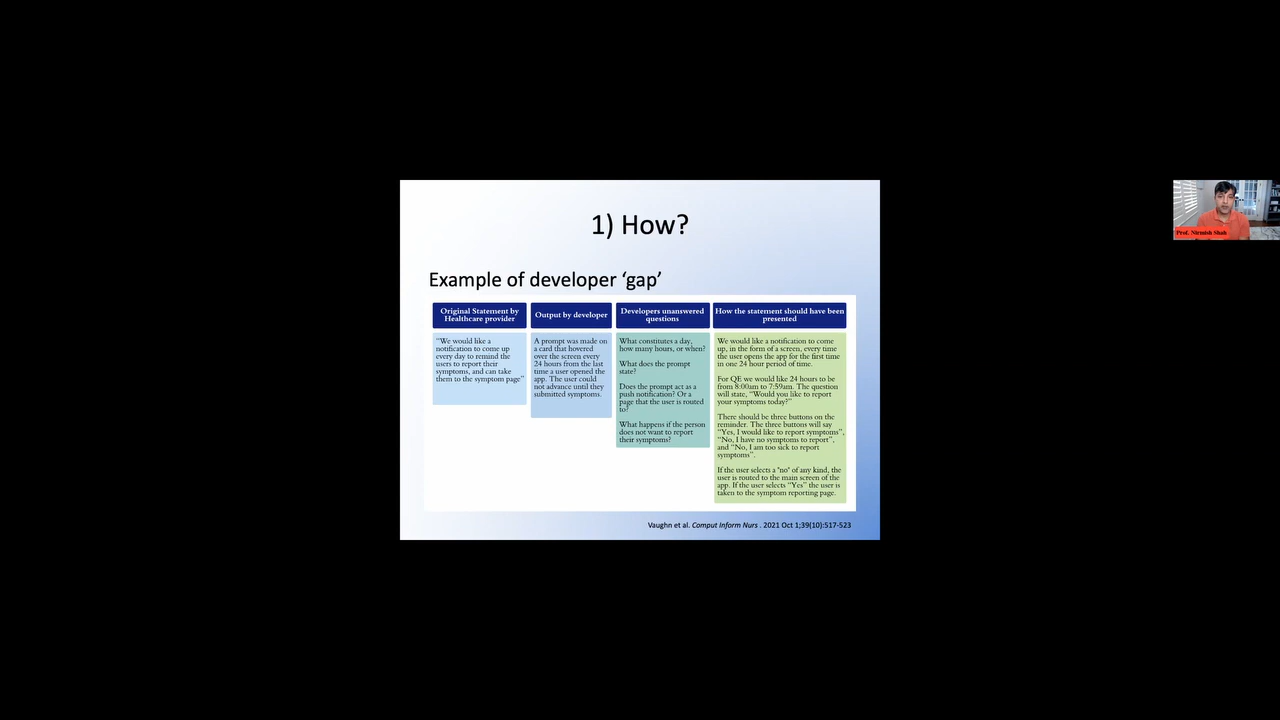 1) How?
Example of developer ‘gap’
Original Statement by
Healthcare provider
“We would like a
notification to come up
every day to remind the
users to report their
symptoms, and can take
them to the symptom page”
Output by developer
A prompt was made on
a card that hovered
over the screen every
24 hours from the last
time a user opened the
app. The user could
not advance until they
submitted symptoms.
Developers unanswered
questions
What constitutes a day,
how many hours, or when?
What does the prompt
state?
Does the prompt act as a
push notification? Or a
page that the user is routed
to?
What happens if the person
does not want to report
their symptoms?
How the statement should have been
presented
We would like a notification to come
up, in the form of a screen, every time
the user opens the app for the first time
in one 24 hour period of time.
For QE we would like 24 hours to be
from 8:00am to 7:59am. The question
will state, “Would you like to report
your symptoms today?”
There should be three buttons on the
reminder. The three buttons will say
“Yes, I would like to report symptoms”,
“No, I have no symptoms to report”,
and “No, I am too sick to report
symptoms”.
If the user selects a "no" of any kind, the
user is routed to the main screen of the
app. If the user selects “Yes” the user is
taken to the symptom reporting page.
Vaughn et al. Comput Inform Nurs . 2021 Oct 1;39(10):517-523
Prof. Nirmish Shah